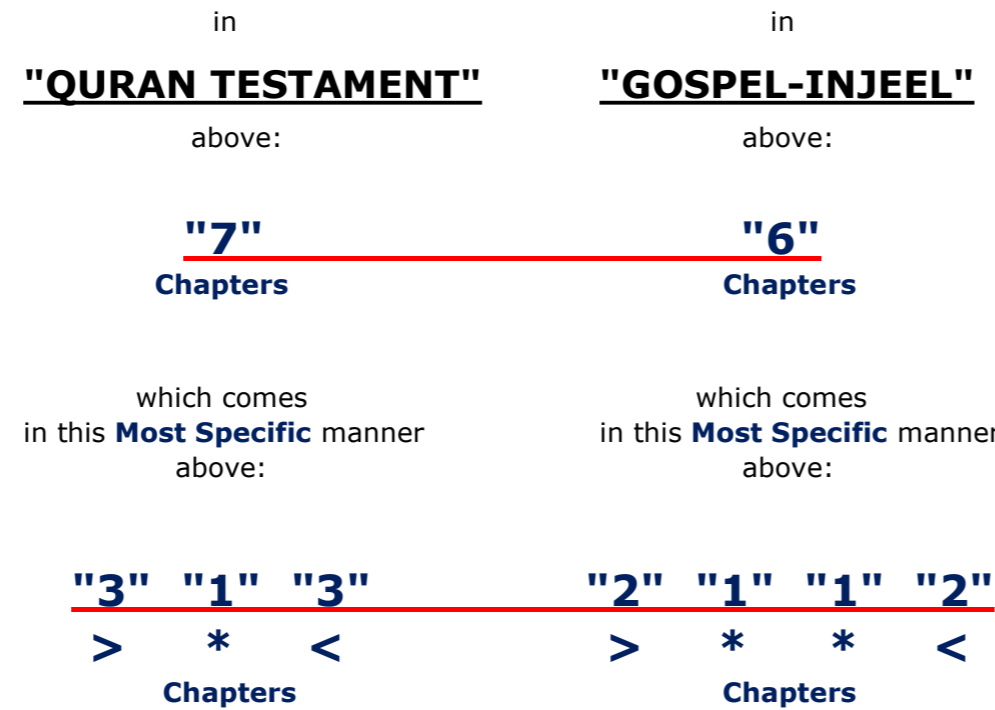 in
"QURAN TESTAMENT"
above:
"7"
Chapters
which comes
in this Most Specific manner
above:
"3" "1" "3"
> * <
Chapters
in
"GOSPEL-INJEEL"
above:
"6"
Chapters
which comes
in this Most Specific manner
above:
"2" "1" "1" "2"
> * * <
Chapters